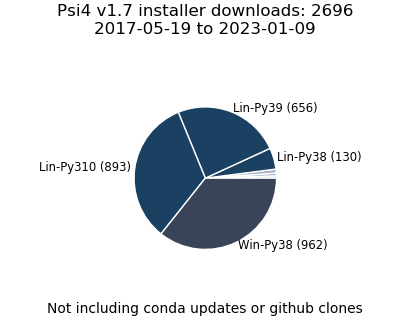 Psi4 v1.7 installer downloads: 2696
2017-05-19 to 2023-01-09
Lin-Py39 (656)
Lin-Py38 (130)
Lin-Py310 (893)
Win-Py38 (962)
Not including conda updates or github clones